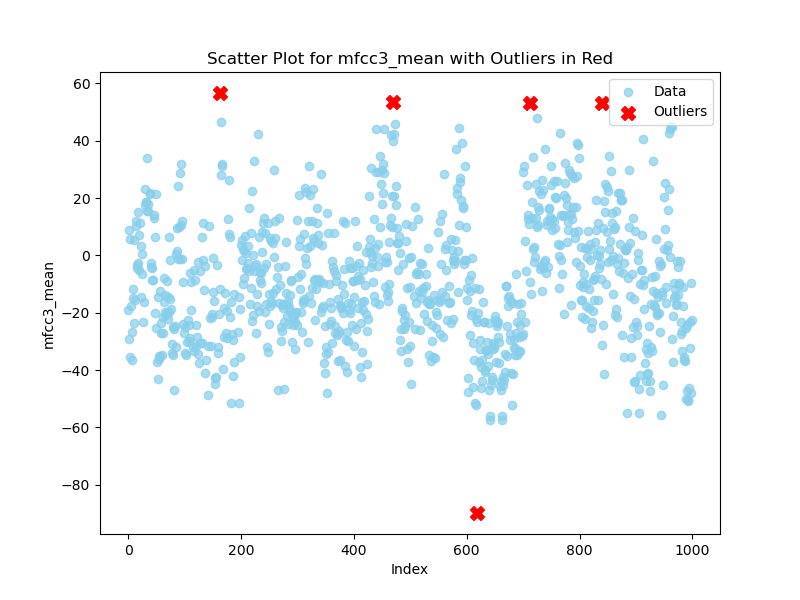 Scatter Plot for mfcc3_mean with Outliers in Red
Data
Outliers
60
40
20
0
−20
−40
−60
−80
mfcc3_mean
0
200
400
600
800
1000
Index